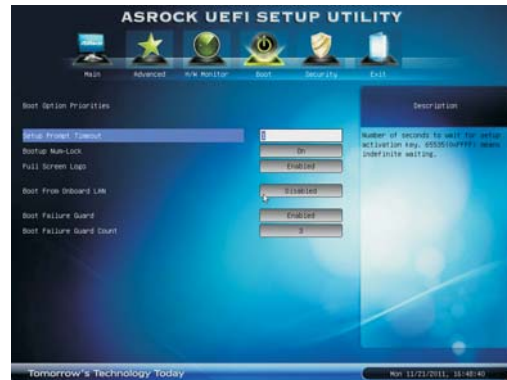 ASROCK UEFI SETUP UTILITY
Main Advanced H/W Monitor Boot Security Exit
Boot Option Priorities
Description
Setup Prompt Timeout
Bootup Num-Lock On
Full Screen Logo Enabled
Boot From Onboard LAN Disabled
Boot Failure Guard Enabled
Boot Failure Guard Count 3
Number of seconds to wait for setup
activation key. 65535(0xFFFF) means
indefinite waiting.
Tomorrow's Technology Today
Mon 11/21/2011, 16:48:40